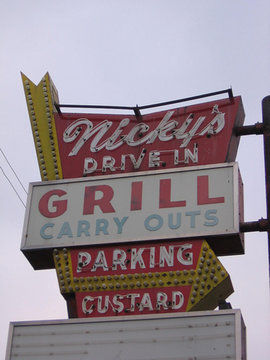 Nicky's
DRIVE IN
GRILL
CARRY OUTS
PARKING
CUSTARD